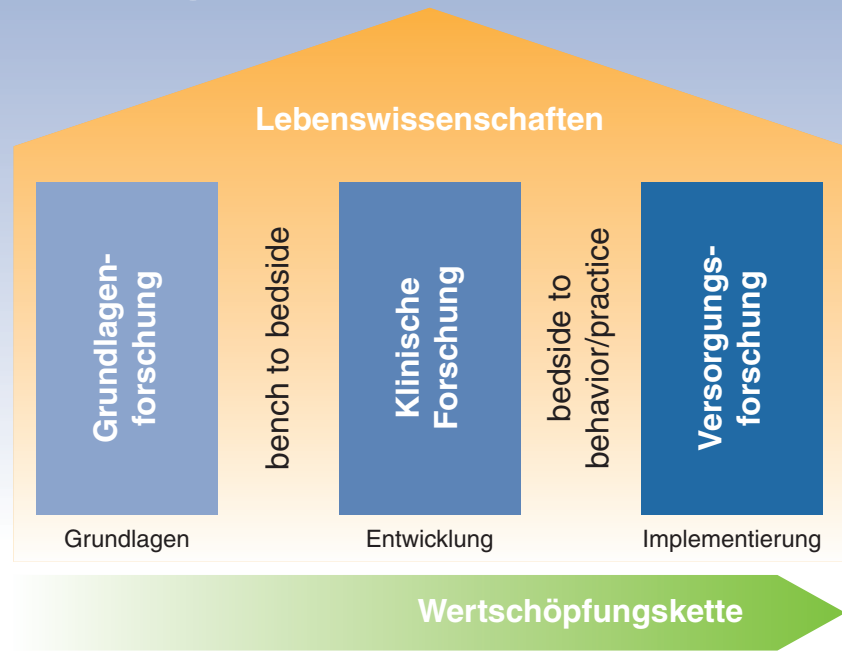 Lebenswissenschaften
Grundlagen-
forschung
bench to bedside
Klinische
Forschung
bedside to
behavior/practice
Versorgungs-
forschung
Grundlagen
Entwicklung
Implementierung
Wertschöpfungskette